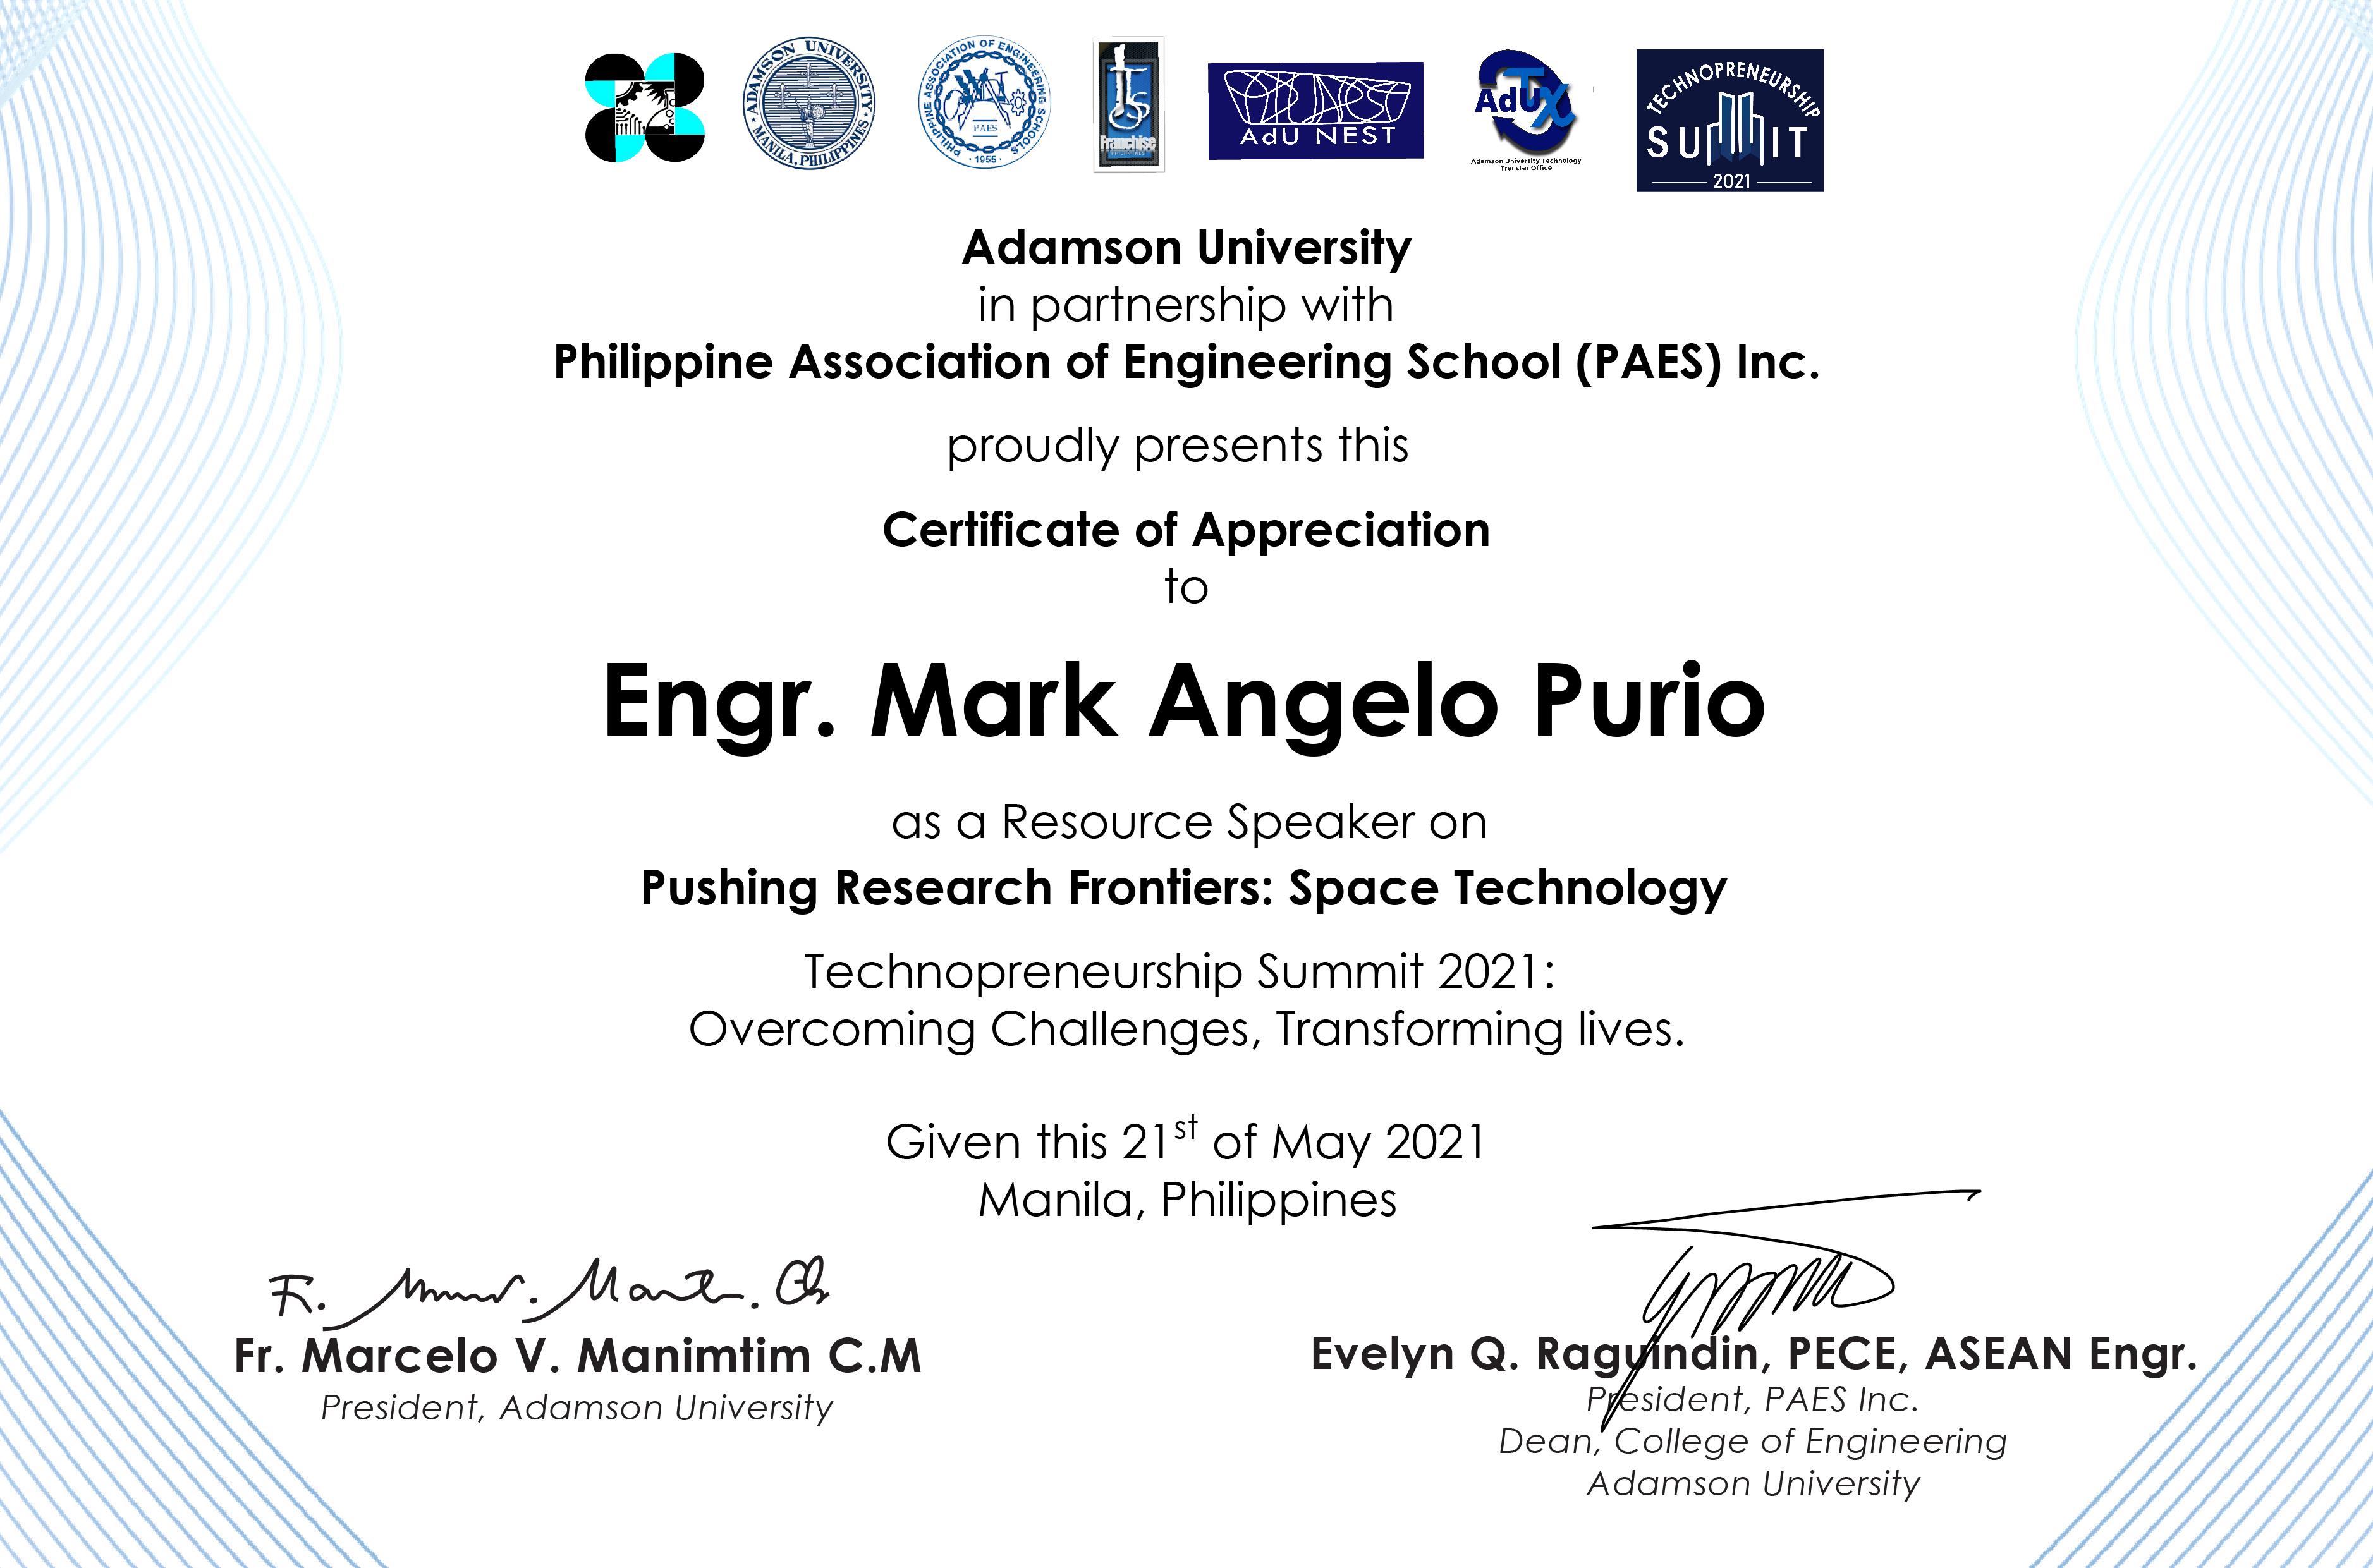 ADAMSON UNIVERSITY
MANILA, PHILIPPINES
PHILIPPINE ASSOCIATION OF ENGINEERING SCHOOLS
PAES
1955
Franchise
AdU NEST
AdUTX
Adamson University Technology
Transfer Office
TECHNOPRENEURSHIP
SUMMIT
2021
Adamson University
in partnership with
Philippine Association of Engineering School (PAES) Inc.
proudly presents this
Certificate of Appreciation
to
Engr. Mark Angelo Purio
as a Resource Speaker on
Pushing Research Frontiers: Space Technology
Technopreneurship Summit 2021:
Overcoming Challenges, Transforming lives.
Given this 21st of May 2021
Manila, Philippines
Fr. Marcelo V. Manimtim C.M
President, Adamson University
Evelyn Q. Raguindin, PECE, ASEAN Engr.
President, PAES Inc.
Dean, College of Engineering
Adamson University